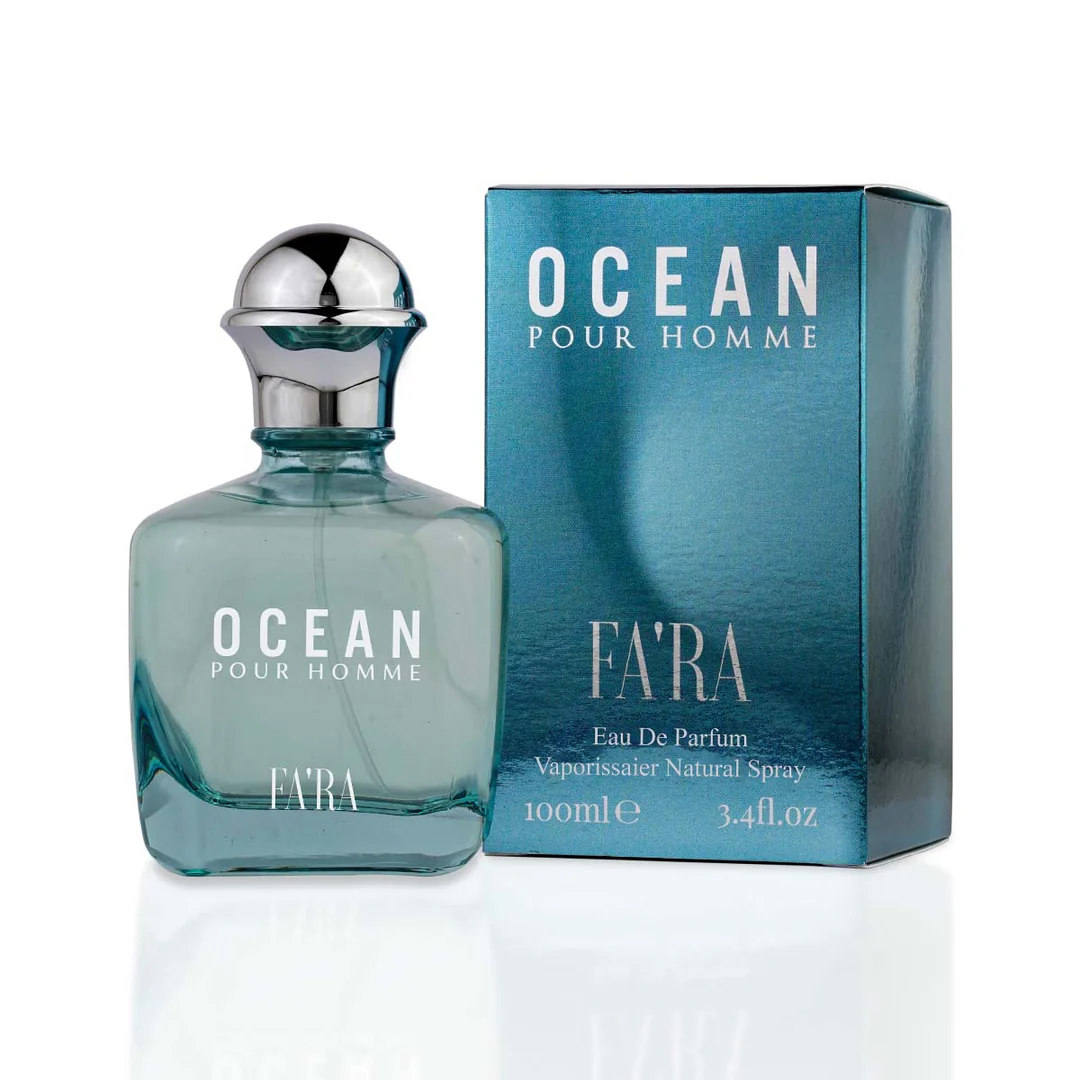 OCEAN
POUR HOMME
FA'RA
OCEAN
POUR HOMME
FA'RA
Eau De Parfum
Vaporissaier Natural Spray
100ml℮
3.4fl.oz